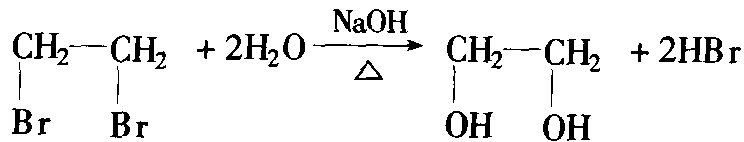 NaOH
CH₂—CH₂ + 2H₂O ⟶ CH₂—CH₂ + 2HBr
△
Br Br OH OH